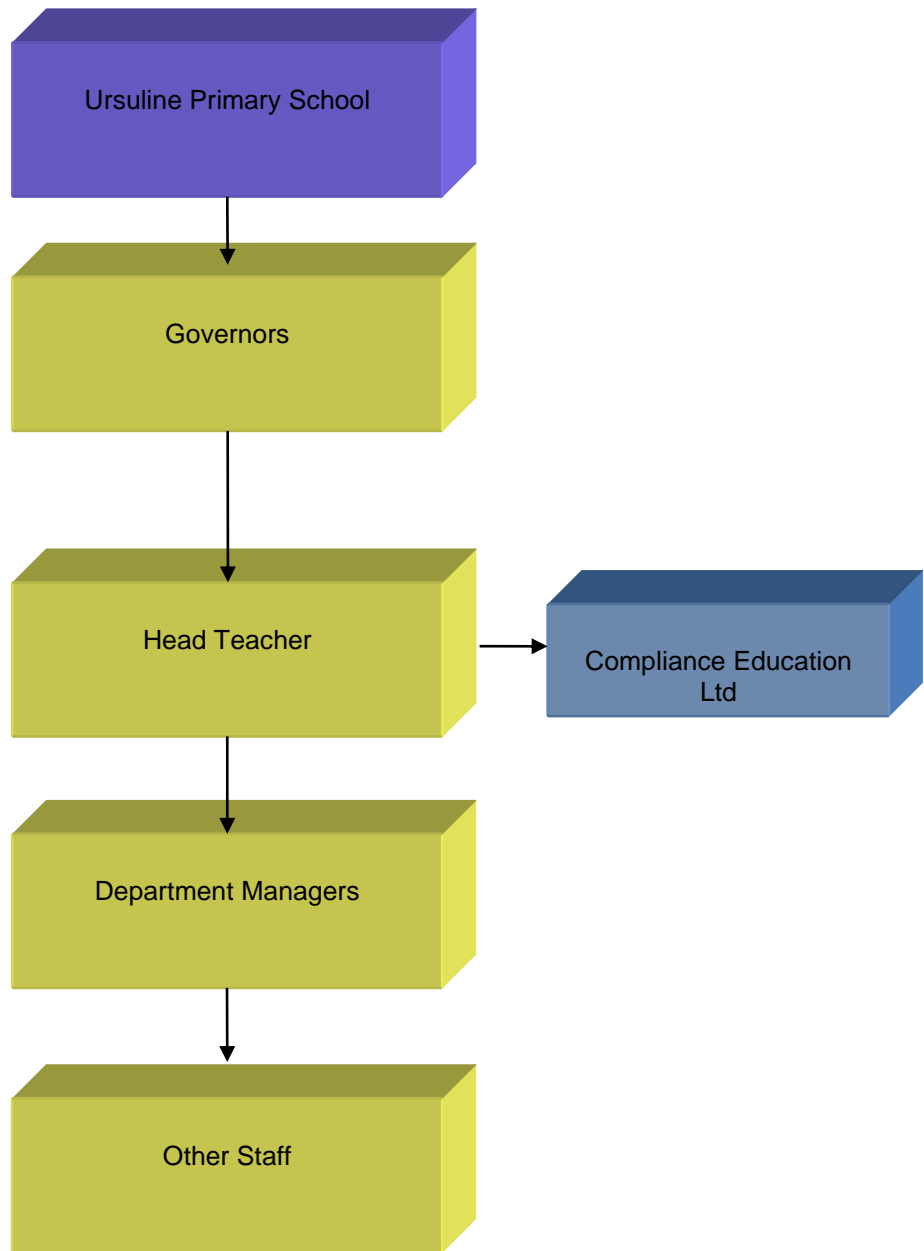 Ursuline Primary School
Governors
Head Teacher
Compliance Education
Ltd
Department Managers
Other Staff